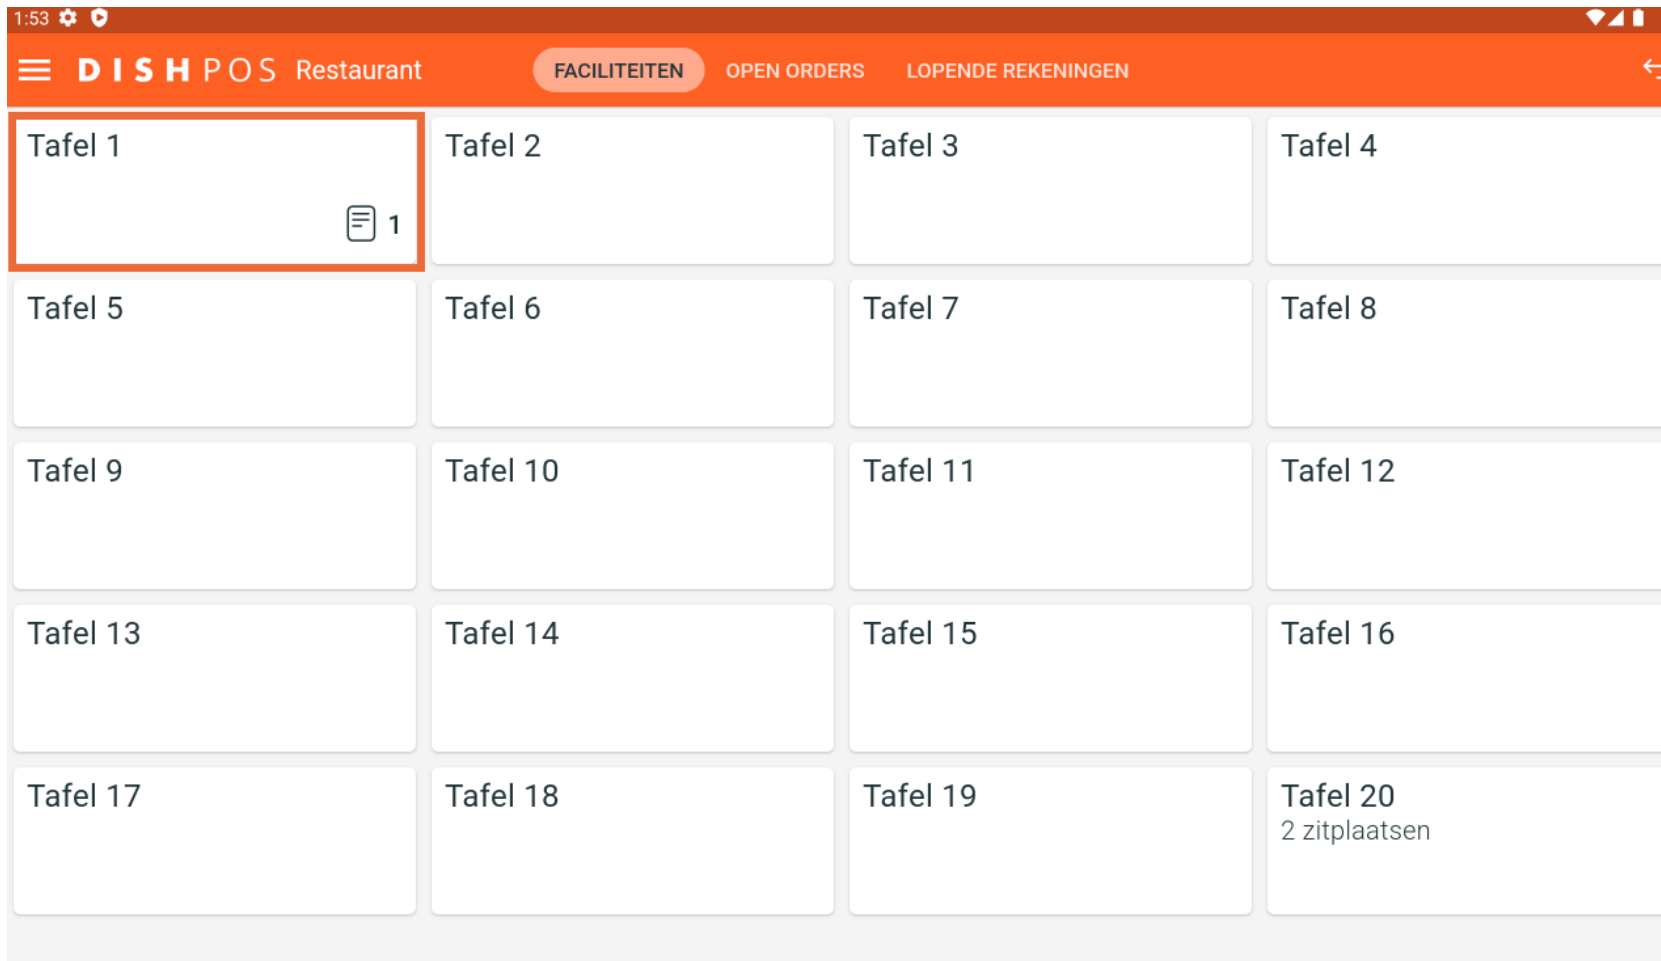 1:53
DISH POS Restaurant FACILITEITEN OPEN ORDERS LOPENDE REKENINGEN
Tafel 1 Tafel 2 Tafel 3 Tafel 4
1
Tafel 5 Tafel 6 Tafel 7 Tafel 8
Tafel 9 Tafel 10 Tafel 11 Tafel 12
Tafel 13 Tafel 14 Tafel 15 Tafel 16
Tafel 17 Tafel 18 Tafel 19 Tafel 20
2 zitplaatsen